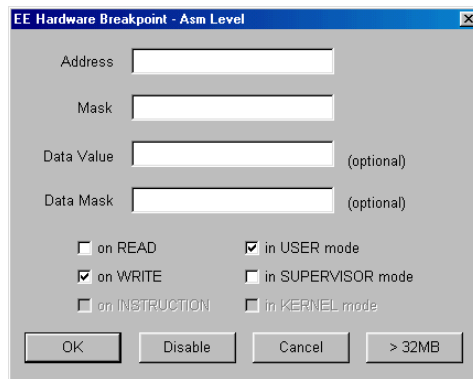 EE Hardware Breakpoint - Asm Level
Address
Mask
Data Value (optional)
Data Mask (optional)
on READ in USER mode
on WRITE in SUPERVISOR mode
on INSTRUCTION in KERNEL mode
OK Disable Cancel > 32MB